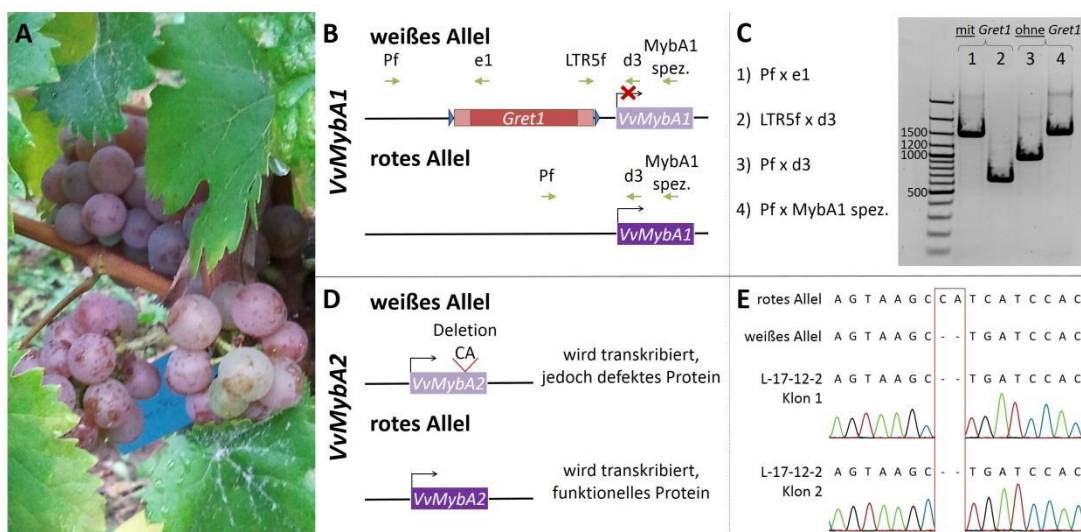 A
B
weißes Allel
Pf e1 LTR5f d3 MybA1 spez.
Gret1 VvMybA1
rotes Allel
Pf d3 MybA1 spez.
VvMybA1
VvMybA1
C
mit Gret1 ohne Gret1
1 2 3 4
1) Pf x e1
2) LTR5f x d3
3) Pf x d3
4) Pf x MybA1 spez.
1500
1200
1000
500
D
weißes Allel
Deletion
CA
VvMybA2
wird transkribiert,
jedoch defektes Protein
rotes Allel
VvMybA2
wird transkribiert,
funktionelles Protein
VvMybA2
E
rotes Allel A G T A A G C C A T C A T C C A C
weißes Allel A G T A A G C - - T G A T C C A C
L-17-12-2 A G T A A G C - - T G A T C C A C
Klon 1
L-17-12-2 A G T A A G C - - T G A T C C A C
Klon 2